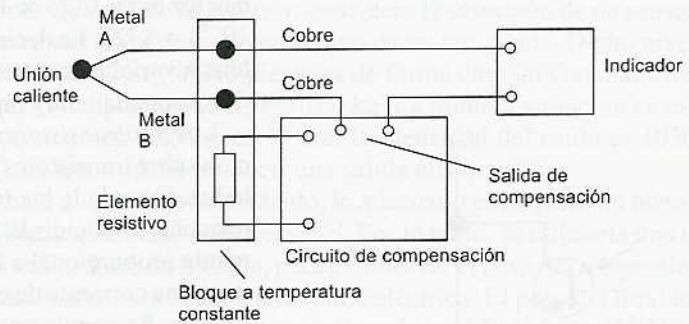 Metal
A
Cobre
Indicador
Unión
caliente
Cobre
Metal
B
Salida de
compensación
Elemento
resistivo
Circuito de compensación
Bloque a temperatura
constante